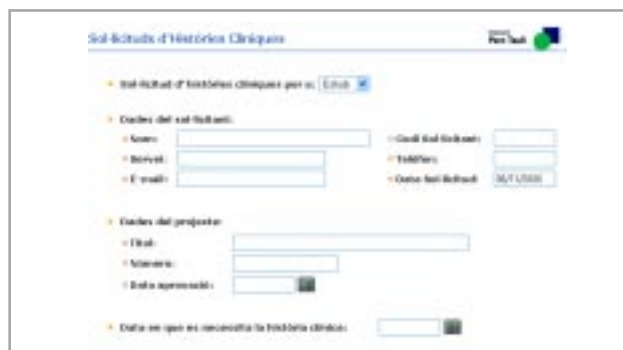 Sol·licituds d'Històries Clíniques
Parc Taulí
Sol·licitud d'històries clíniques per a: Estudi
Dades del sol·licitant:
Nom:
Codi Sol·licitant:
Servei:
Telèfon:
E-mail:
Data Sol·licitud:
Dades del projecte:
Títol:
Número:
Data aprovació:
Data en que es necessita la història clínica: